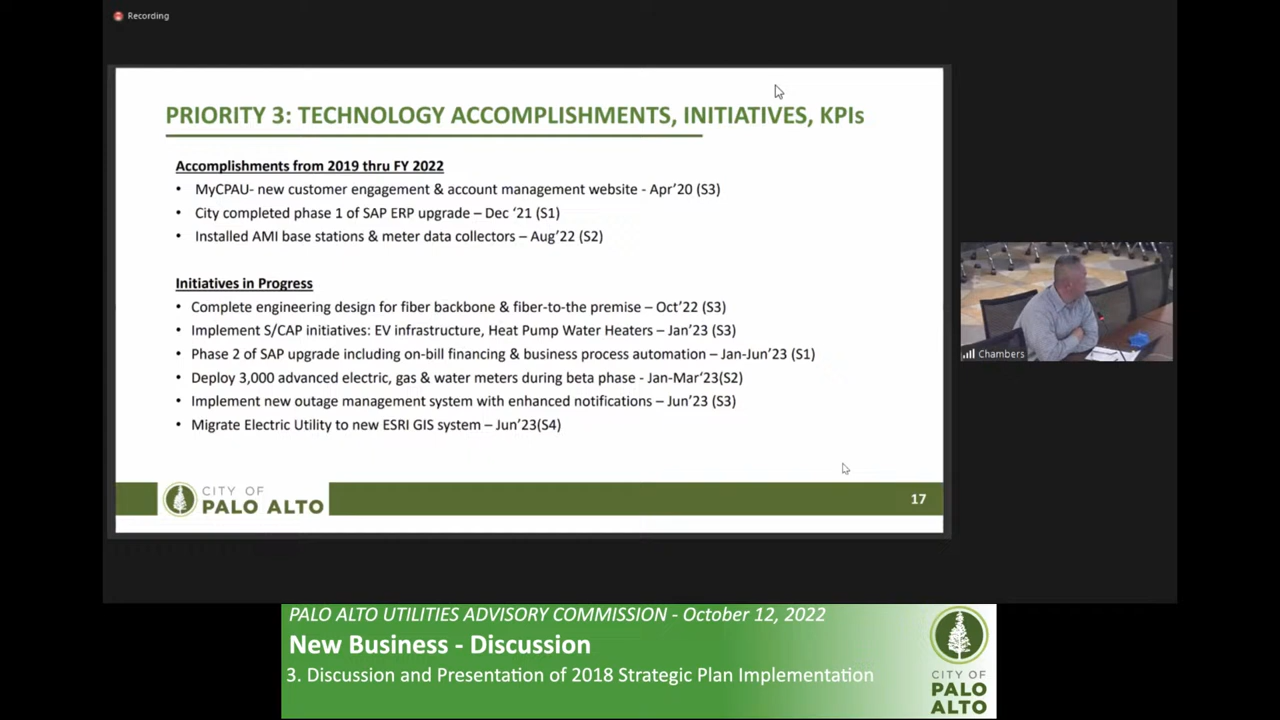 Recording
PRIORITY 3: TECHNOLOGY ACCOMPLISHMENTS, INITIATIVES, KPIs
Accomplishments from 2019 thru FY 2022
• MyCPAU- new customer engagement & account management website - Apr'20 (S3)
• City completed phase 1 of SAP ERP upgrade – Dec '21 (S1)
• Installed AMI base stations & meter data collectors – Aug'22 (S2)
Initiatives in Progress
• Complete engineering design for fiber backbone & fiber-to-the premise – Oct'22 (S3)
• Implement S/CAP initiatives: EV infrastructure, Heat Pump Water Heaters – Jan'23 (S3)
• Phase 2 of SAP upgrade including on-bill financing & business process automation – Jan-Jun'23 (S1)
• Deploy 3,000 advanced electric, gas & water meters during beta phase - Jan-Mar'23(S2)
• Implement new outage management system with enhanced notifications – Jun'23 (S3)
• Migrate Electric Utility to new ESRI GIS system – Jun'23(S4)
CITY OF
PALO ALTO
17
Chambers
PALO ALTO UTILITIES ADVISORY COMMISSION - October 12, 2022
New Business - Discussion
3. Discussion and Presentation of 2018 Strategic Plan Implementation
CITY OF
PALO
ALTO